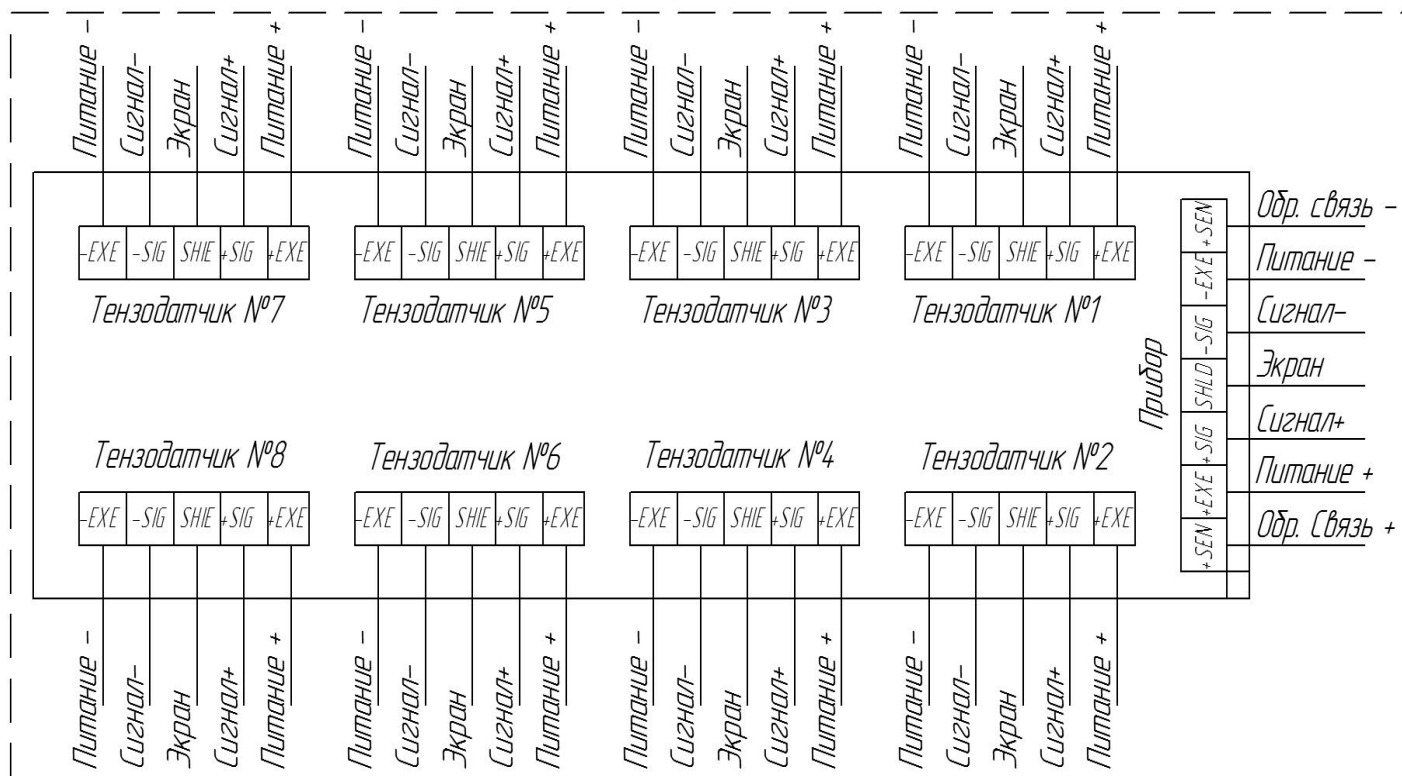 Питание - Сигнал- Экран Сигнал+ Питание +
Питание - Сигнал- Экран Сигнал+ Питание +
Питание - Сигнал- Экран Сигнал+ Питание +
Питание - Сигнал- Экран Сигнал+ Питание +
-EXE -SIG SHIE +SIG +EXE
-EXE -SIG SHIE +SIG +EXE
-EXE -SIG SHIE +SIG +EXE
-EXE -SIG SHIE +SIG +EXE
Тензодатчик №7
Тензодатчик №5
Тензодатчик №3
Тензодатчик №1
Прибор
+SEN
Обр. связь -
-EXE
Питание -
-SIG
Сигнал-
SHLD
Экран
+SIG
Сигнал+
+EXE
Питание +
+SEN
Обр. Связь +
Тензодатчик №8
Тензодатчик №6
Тензодатчик №4
Тензодатчик №2
-EXE -SIG SHIE +SIG +EXE
-EXE -SIG SHIE +SIG +EXE
-EXE -SIG SHIE +SIG +EXE
-EXE -SIG SHIE +SIG +EXE
Питание - Сигнал- Экран Сигнал+ Питание +
Питание - Сигнал- Экран Сигнал+ Питание +
Питание - Сигнал- Экран Сигнал+ Питание +
Питание - Сигнал- Экран Сигнал+ Питание +